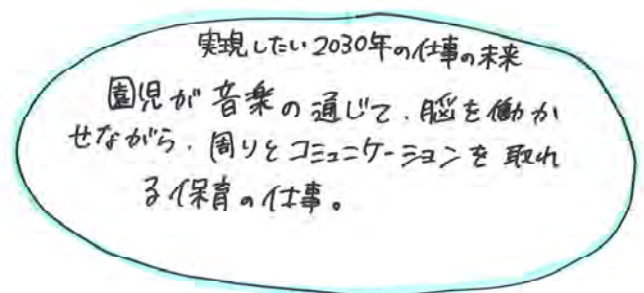 実現したい2030年の仕事の未来
園児が音楽の通じて、脳を働か
せながら、周りとコミュニケーションを取れ
る保育の仕事。